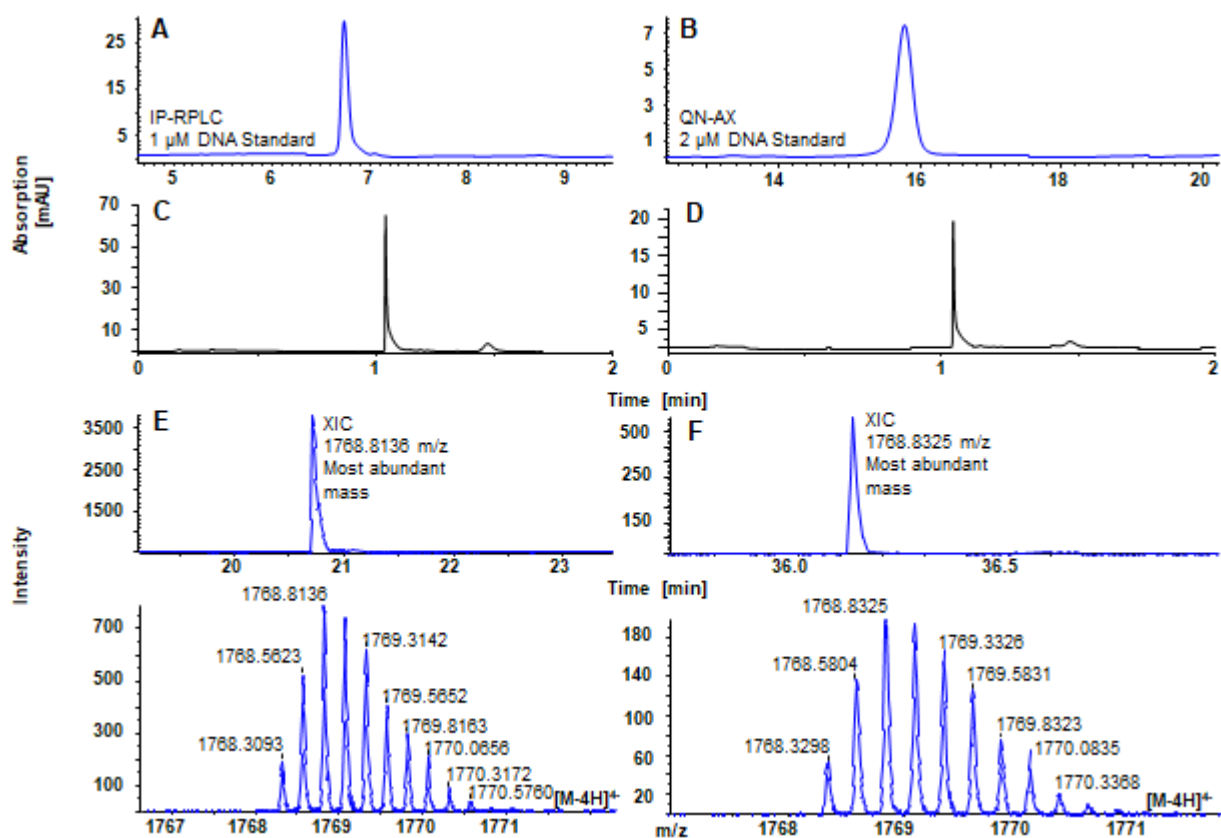 A
25
15
5
IP-RPLC
1 µM DNA Standard
5 6 7 8 9
B
7
5
3
1
QN-AX
2 µM DNA Standard
14 16 18 20
Absorption
[mAU]
C
70
50
30
10
0 1 2
D
20
15
10
5
0 1 2
Time [min]
E
3500
2500
1500
XIC
1768.8136 m/z
Most abundant
mass
20 21 22 23
F
500
250
150
XIC
1768.8325 m/z
Most abundant
mass
36.0 36.5
Time [min]
Intensity
700
500
300
100
1768.8136
1768.5623
1768.3093
1769.3142
1769.5652
1769.8163
1770.0656
1770.3172
1770.5760
[M-4H]⁴⁻
1767 1768 1769 1770 1771
180
140
100
60
20
1768.8325
1768.5804
1768.3298
1769.3326
1769.5831
1769.8323
1770.0835
1770.3368
[M-4H]⁴⁻
m/z 1768 1769 1770 1771